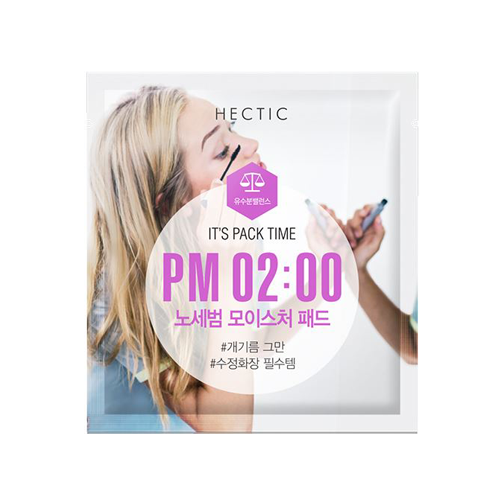 HECTIC
유수분밸런스
IT'S PACK TIME
PM 02:00
노세범 모이스처 패드
#개기름 그만
#수정화장 필수템